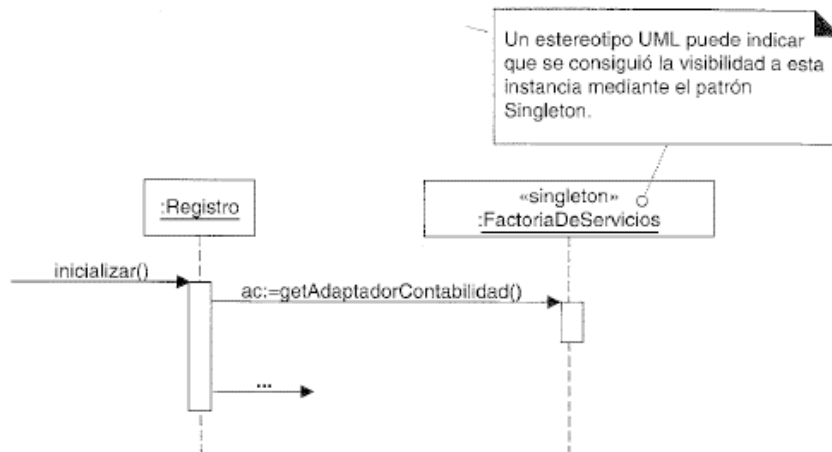 Un estereotipo UML puede indicar
que se consiguió la visibilidad a esta
instancia mediante el patrón
Singleton.
:Registro
«singleton»
:FactoriaDeServicios
inicializar()
ac:=getAdaptadorContabilidad()
...